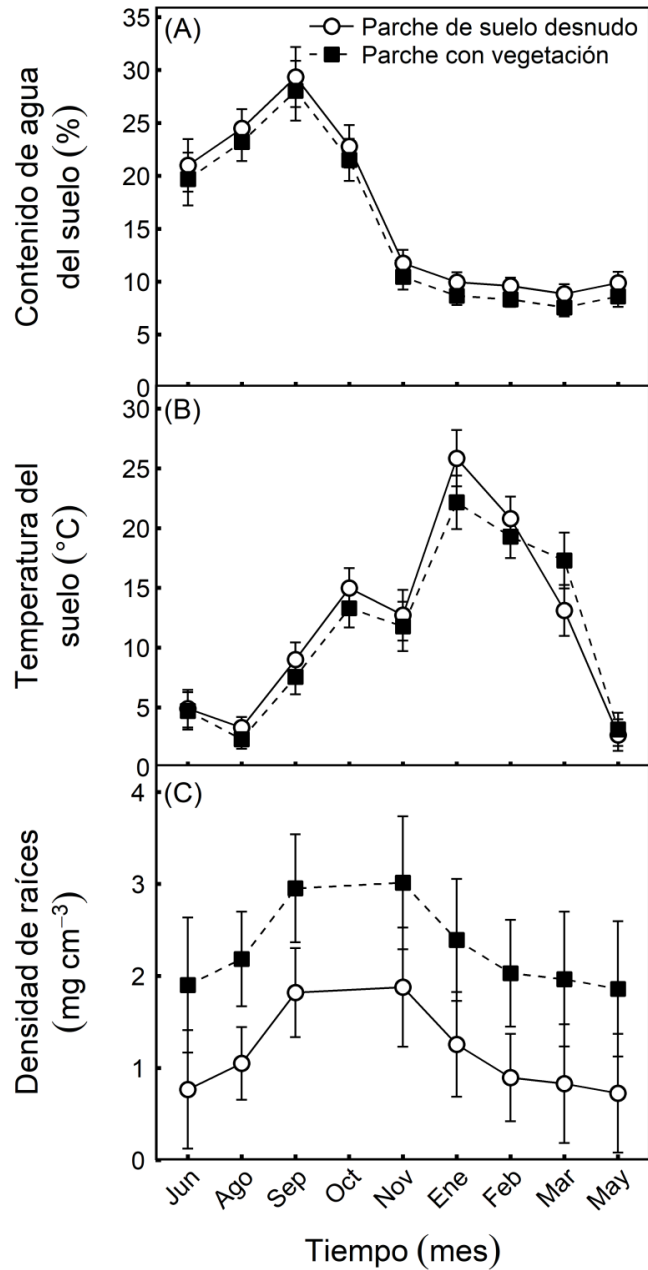 (A)
Parche de suelo desnudo
Parche con vegetación
Contenido de agua
del suelo (%)
35
30
25
20
15
10
5
0
(B)
Temperatura del
suelo (°C)
30
25
20
15
10
5
0
(C)
Densidad de raíces
(mg cm⁻³)
4
3
2
1
0
Jun Ago Sep Oct Nov Ene Feb Mar May
Tiempo (mes)